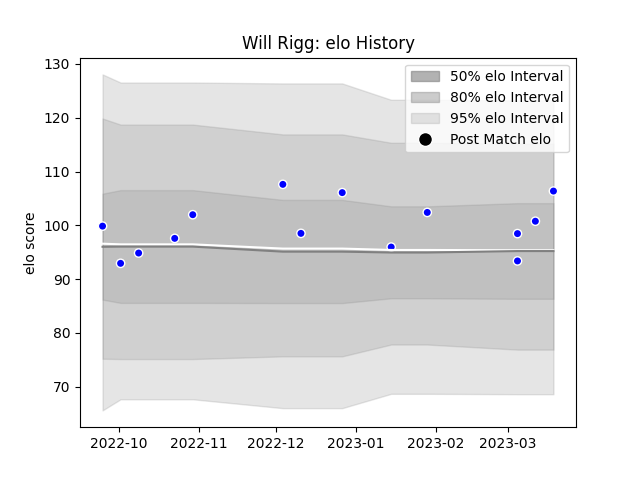 Will Rigg: elo History
130
120
110
100
90
80
70
elo score
50% elo Interval
80% elo Interval
95% elo Interval
Post Match elo
2022-10
2022-11
2022-12
2023-01
2023-02
2023-03